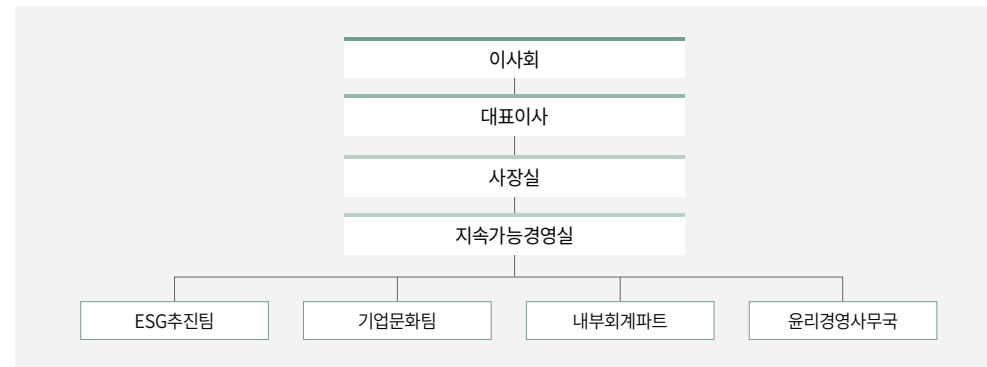 이사회
대표이사
사장실
지속가능경영실
ESG추진팀
기업문화팀
내부회계파트
윤리경영사무국